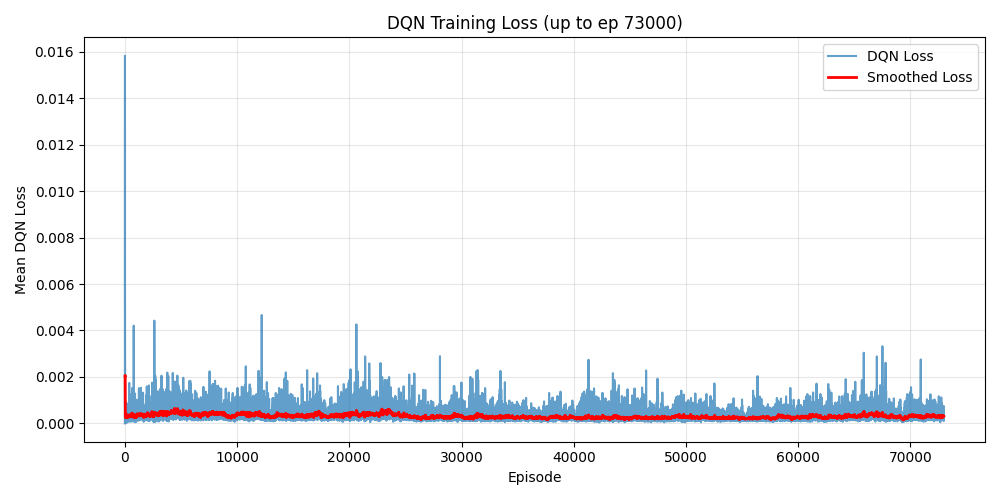 DQN Training Loss (up to ep 73000)
DQN Loss
Smoothed Loss
Mean DQN Loss
0.016
0.014
0.012
0.010
0.008
0.006
0.004
0.002
0.000
0 10000 20000 30000 40000 50000 60000 70000
Episode